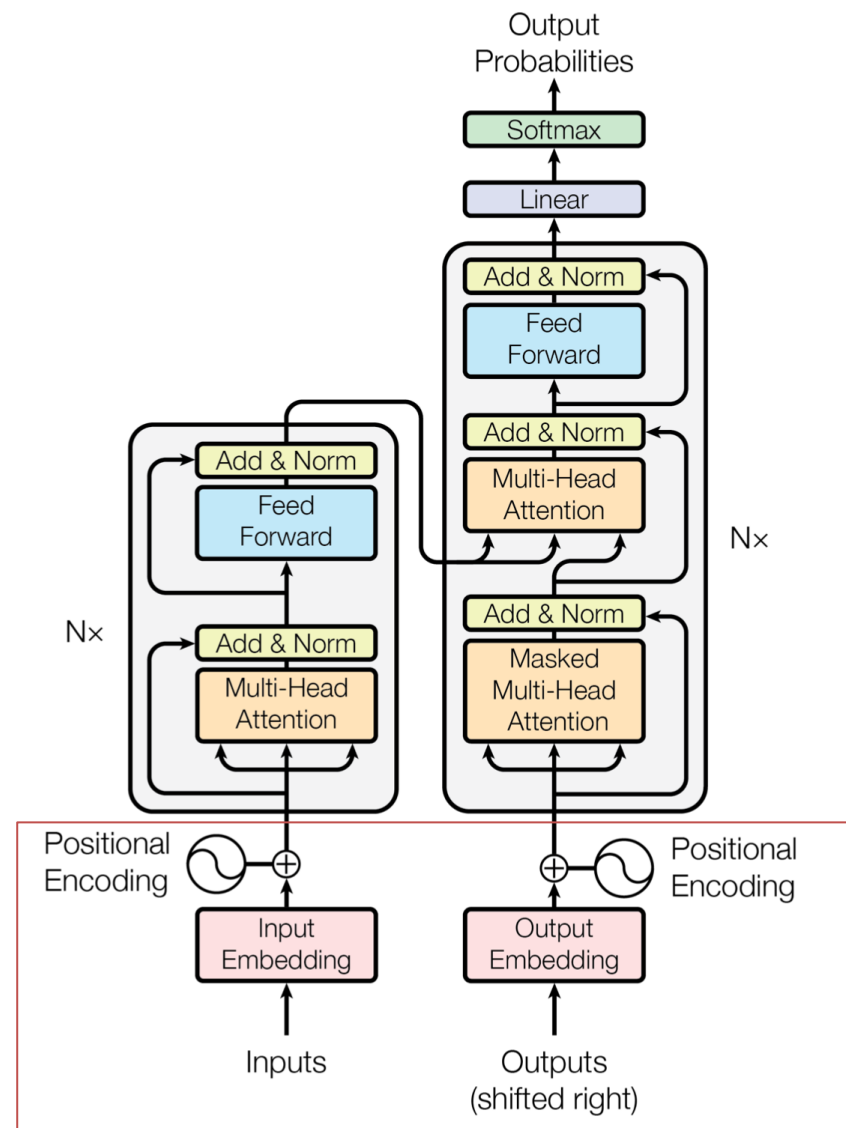 Output
Probabilities
Softmax
Linear
Add & Norm
Feed
Forward
Add & Norm
Multi-Head
Attention
Nx
Add & Norm
Masked
Multi-Head
Attention
Add & Norm
Feed
Forward
Nx
Add & Norm
Multi-Head
Attention
Positional
Encoding
Input
Embedding
Inputs
Positional
Encoding
Output
Embedding
Outputs
(shifted right)